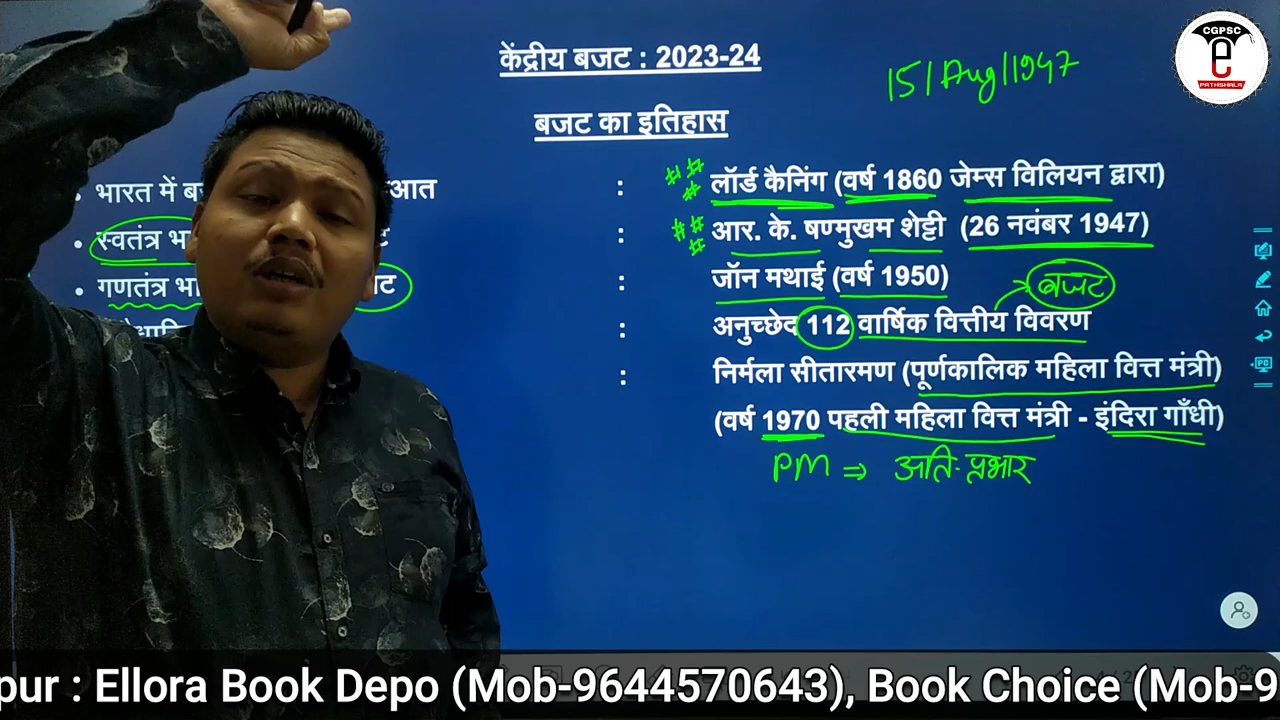 केंद्रीय बजट : 2023-24
15/Aug/1947
CGPSC
e
PATHSHALA
बजट का इतिहास
• भारत में ब आत : लॉर्ड कैनिंग (वर्ष 1860 जेम्स विलियन द्वारा)
• स्वतंत्र भा ट : आर. के. षण्मुखम शेट्टी (26 नवंबर 1947)
• गणतंत्र भा ट : जॉन मथाई (वर्ष 1950)
बजट
: अनुच्छेद 112 वार्षिक वित्तीय विवरण
: निर्मला सीतारमण (पूर्णकालिक महिला वित्त मंत्री)
(वर्ष 1970 पहली महिला वित्त मंत्री - इंदिरा गाँधी)
PM ⇒ अति. प्रभार
pur : Ellora Book Depo (Mob-9644570643), Book Choice (Mob-9